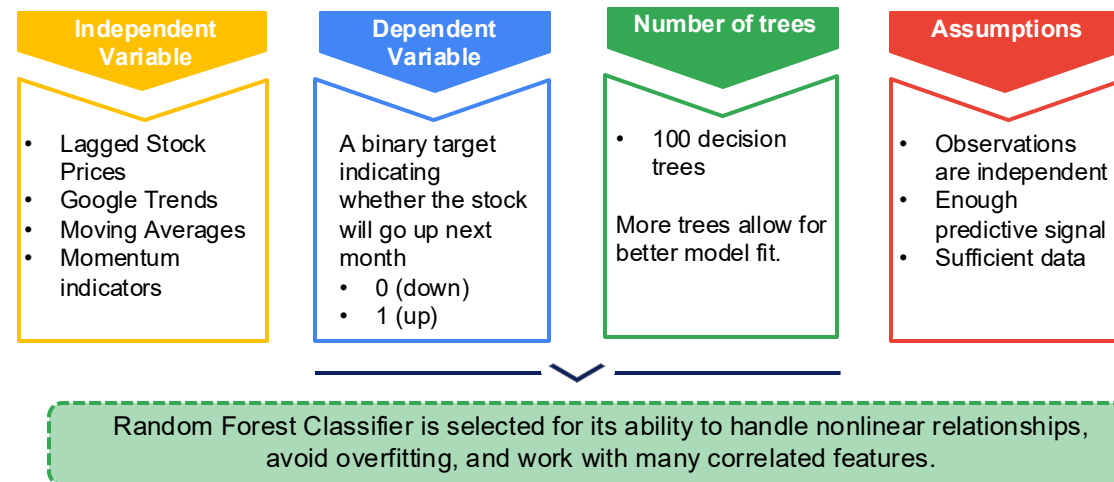 Independent
Variable
• Lagged Stock
Prices
• Google Trends
• Moving Averages
• Momentum
indicators
Dependent
Variable
A binary target
indicating
whether the stock
will go up next
month
• 0 (down)
• 1 (up)
Number of trees
• 100 decision
trees
More trees allow for
better model fit.
Assumptions
• Observations
are independent
• Enough
predictive signal
• Sufficient data
Random Forest Classifier is selected for its ability to handle nonlinear relationships,
avoid overfitting, and work with many correlated features.